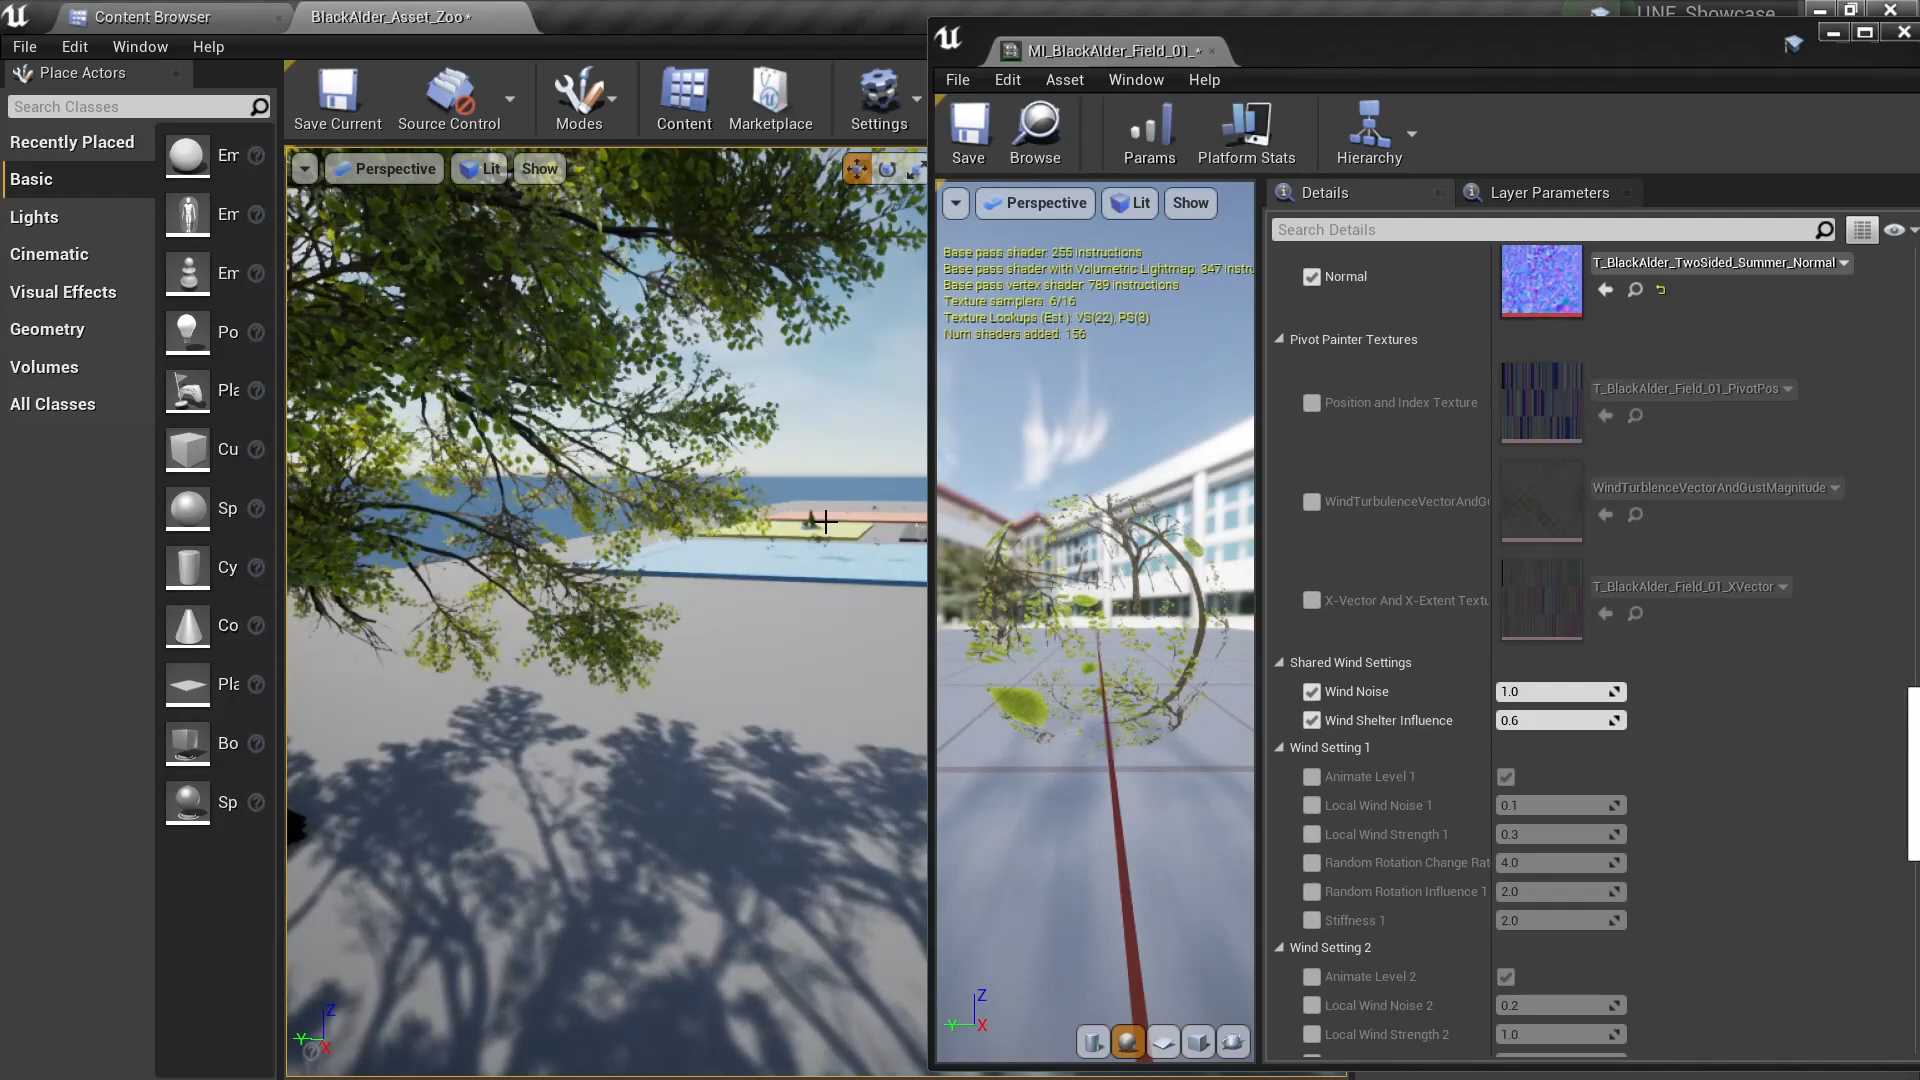 Content Browser
BlackAlder_Asset_Zoo*
UNE_Showcase
File Edit Window Help
Place Actors
Search Classes
Recently Placed
Basic
Lights
Cinematic
Visual Effects
Geometry
Volumes
All Classes
Em
Em
Em
Po
Pla
Cu
Sp
Cy
Co
Pla
Bo
Sp
Save Current
Source Control
Modes
Content
Marketplace
Settings
Perspective Lit Show
Z
Y
X
MI_BlackAlder_Field_01_*
File Edit Asset Window Help
Save
Browse
Params
Platform Stats
Hierarchy
Perspective Lit Show
Base pass shader: 255 instructions
Base pass shader with Volumetric Lightmap: 347 instru
Base pass vertex shader: 789 instructions
Texture samplers: 6/16
Texture Lookups (Est.): VS(22), PS(3)
Num shaders added: 156
Z
Y
X
Details
Layer Parameters
Search Details
Normal
T_BlackAlder_TwoSided_Summer_Normal
Pivot Painter Textures
Position and Index Texture
T_BlackAlder_Field_01_PivotPos
WindTurbulenceVectorAndGu
WindTurblenceVectorAndGustMagnitude
X-Vector And X-Extent Textu
T_BlackAlder_Field_01_XVector
Shared Wind Settings
Wind Noise 1.0
Wind Shelter Influence 0.6
Wind Setting 1
Animate Level 1
Local Wind Noise 1 0.1
Local Wind Strength 1 0.3
Random Rotation Change Rat 4.0
Random Rotation Influence 1 2.0
Stiffness 1 2.0
Wind Setting 2
Animate Level 2
Local Wind Noise 2 0.2
Local Wind Strength 2 1.0